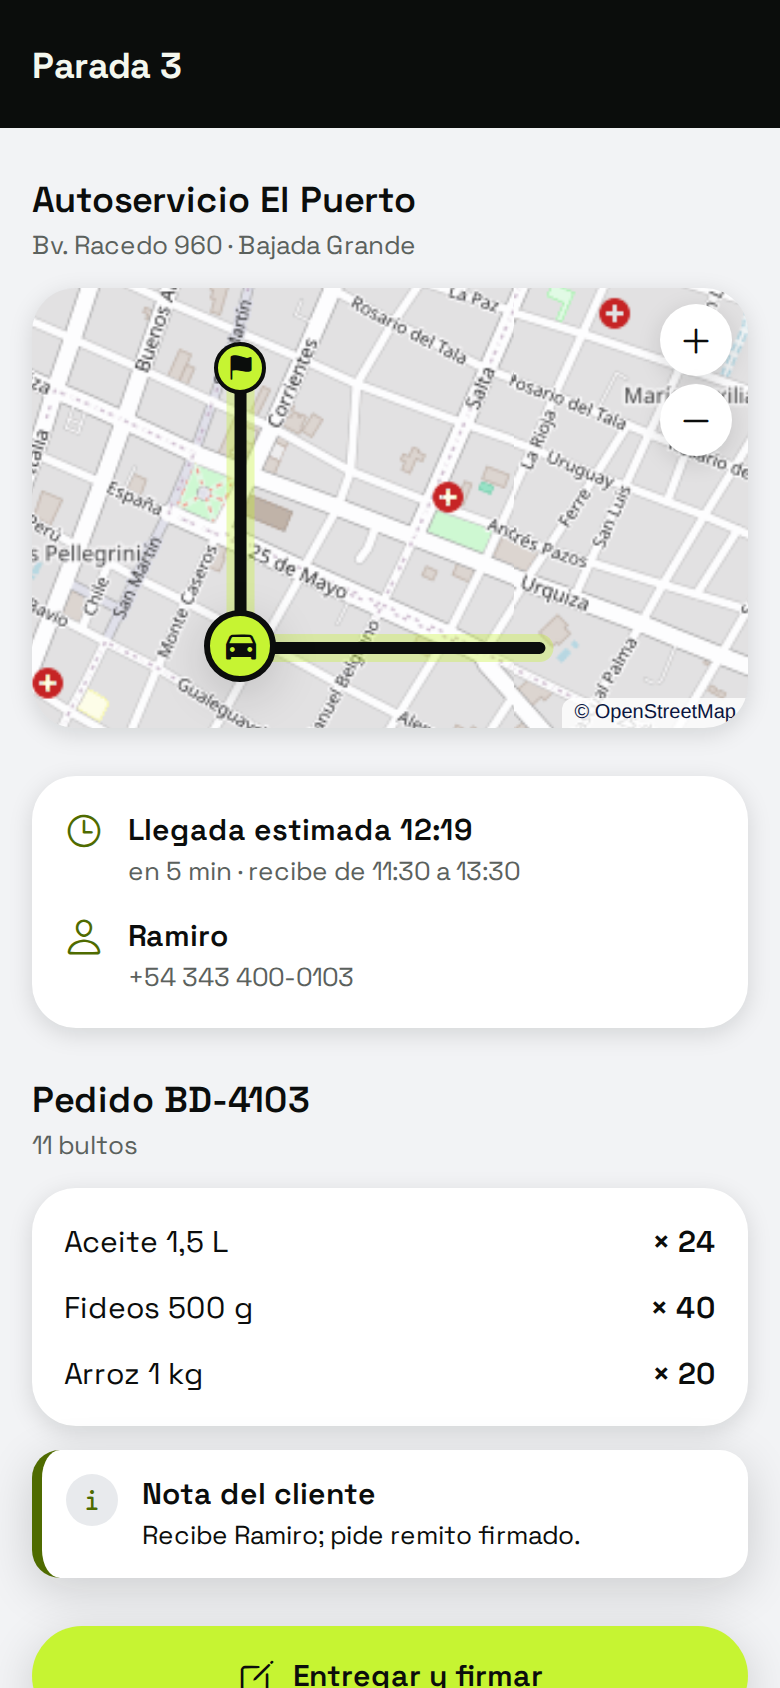 Parada 3
Autoservicio El Puerto
Bv. Racedo 960 · Bajada Grande
La Paz
Rosario del Tala
Buenos
Corrientes
Salta
Rosario del Tala
La Rioja
Uruguay
Ferre
San Luis
España
Perú
Pellegrini
Chile
San Martín
Monte Caseros
25 de Mayo
Andrés Pazos
Urquiza
Palma
© OpenStreetMap
Llegada estimada 12:19
en 5 min · recibe de 11:30 a 13:30
Ramiro
+54 343 400-0103
Pedido BD-4103
11 bultos
Aceite 1,5 L × 24
Fideos 500 g × 40
Arroz 1 kg × 20
Nota del cliente
Recibe Ramiro; pide remito firmado.
Entregar y firmar